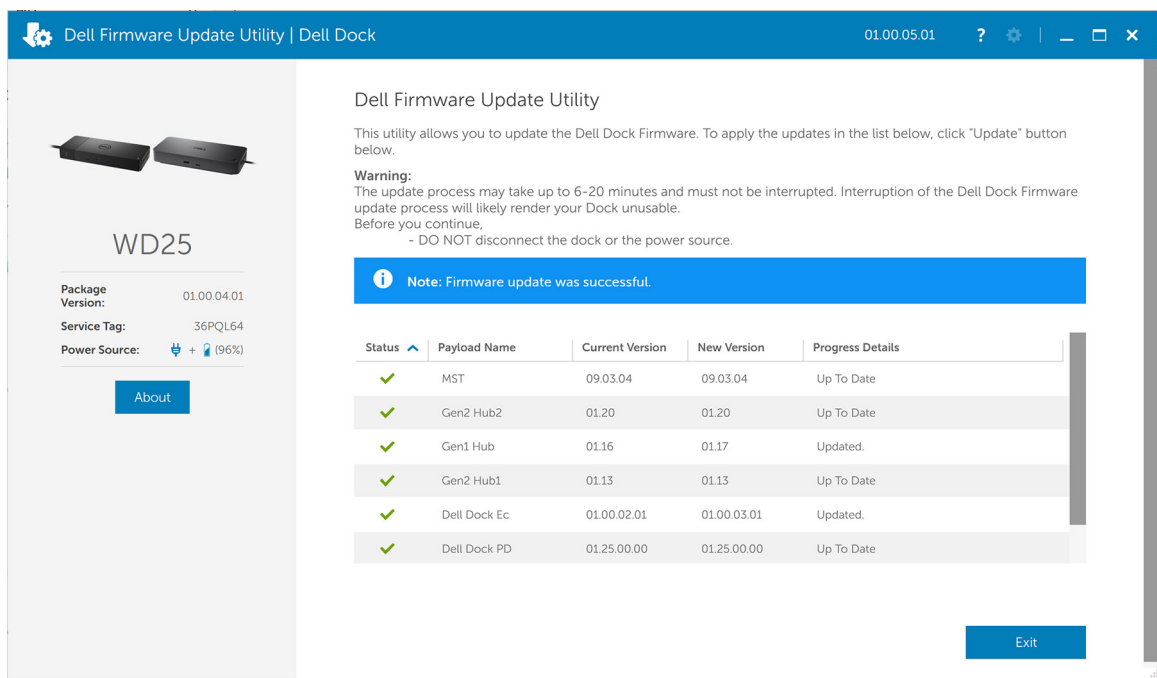 Dell Firmware Update Utility | Dell Dock
01.00.05.01
?
Dell Firmware Update Utility
This utility allows you to update the Dell Dock Firmware. To apply the updates in the list below, click "Update" button
below.
Warning:
The update process may take up to 6-20 minutes and must not be interrupted. Interruption of the Dell Dock Firmware
update process will likely render your Dock unusable.
Before you continue,
- DO NOT disconnect the dock or the power source.
WD25
Package Version: 01.00.04.01
Service Tag: 36PQL64
Power Source: + (96%)
About
Note: Firmware update was successful.
Status Payload Name Current Version New Version Progress Details
MST 09.03.04 09.03.04 Up To Date
Gen2 Hub2 01.20 01.20 Up To Date
Gen1 Hub 01.16 01.17 Updated.
Gen2 Hub1 01.13 01.13 Up To Date
Dell Dock Ec 01.00.02.01 01.00.03.01 Updated.
Dell Dock PD 01.25.00.00 01.25.00.00 Up To Date
Exit